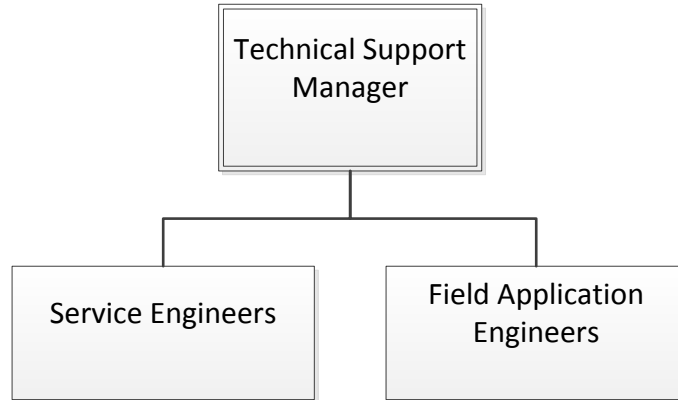 Technical Support
Manager
Service Engineers
Field Application
Engineers